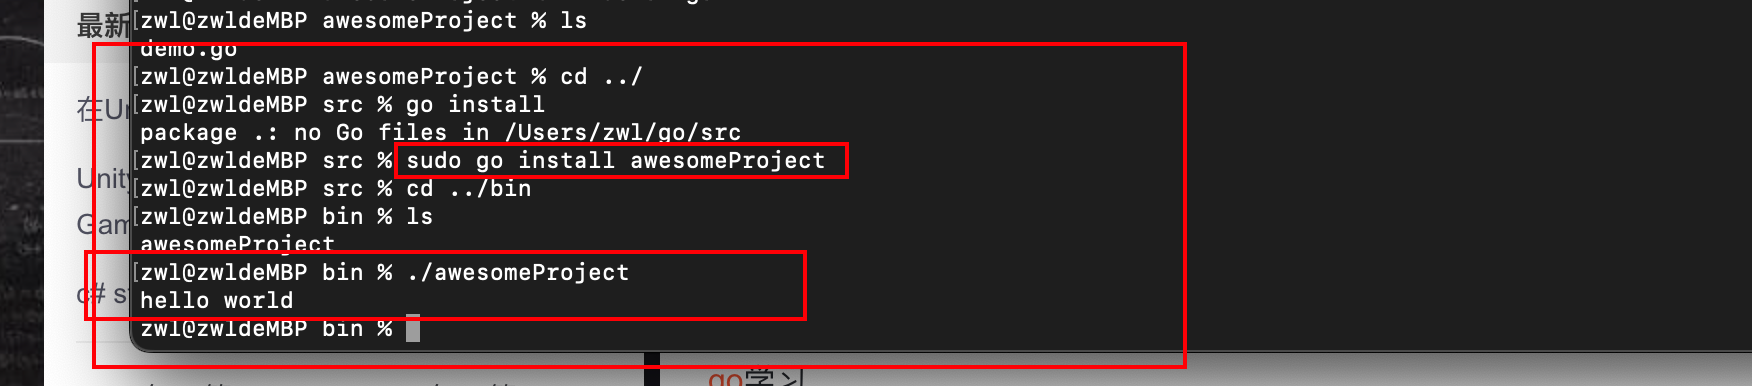 最新
在Un
Unity
Gam
c# s
[zwl@zwldeMBP awesomeProject % ls
demo.go
[zwl@zwldeMBP awesomeProject % cd ../
[zwl@zwldeMBP src % go install
package .: no Go files in /Users/zwl/go/src
[zwl@zwldeMBP src % sudo go install awesomeProject
[zwl@zwldeMBP src % cd ../bin
[zwl@zwldeMBP bin % ls
awesomeProject
[zwl@zwldeMBP bin % ./awesomeProject
hello world
zwl@zwldeMBP bin %
go学习